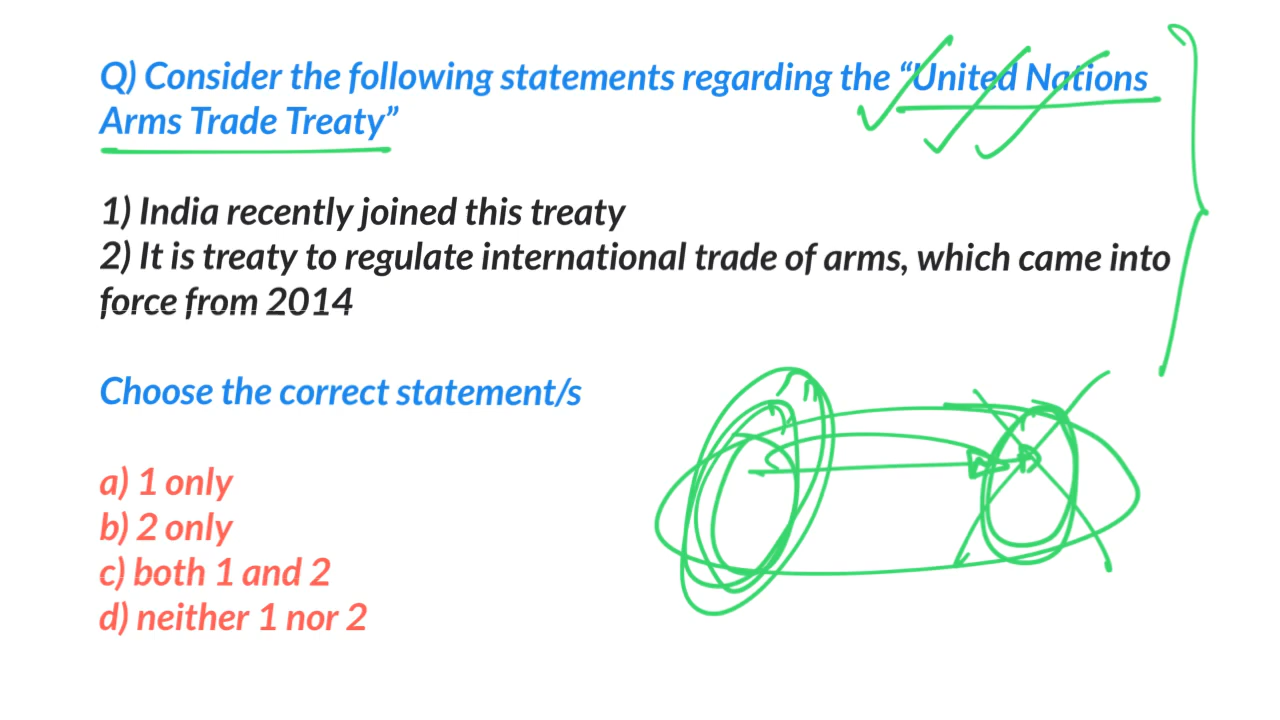 Q) Consider the following statements regarding the “United Nations
Arms Trade Treaty”
1) India recently joined this treaty
2) It is treaty to regulate international trade of arms, which came into
force from 2014
Choose the correct statement/s
a) 1 only
b) 2 only
c) both 1 and 2
d) neither 1 nor 2